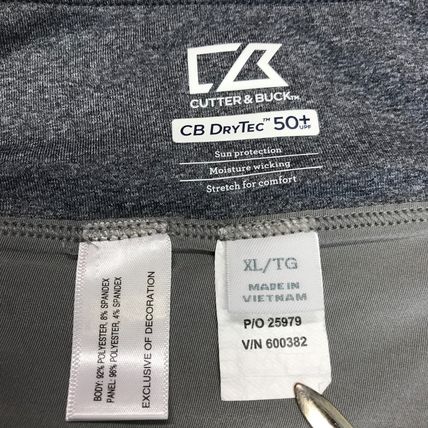 CUTTER & BUCK™
CB DRYTEC™ 50+ UPF
Sun protection
Moisture wicking
Stretch for comfort
BODY: 92% POLYESTER, 8% SPANDEX
PANEL: 96% POLYESTER, 4% SPANDEX
EXCLUSIVE OF DECORATION
XL/TG
MADE IN
VIETNAM
P/O 25979
V/N 600382